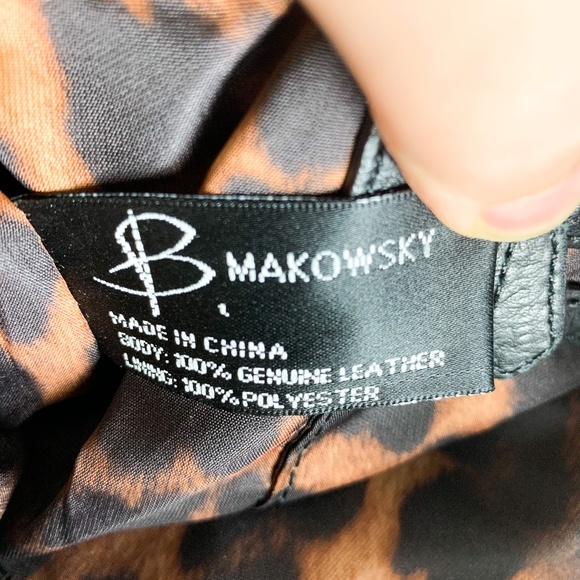 B MAKOWSKY
MADE IN CHINA
BODY: 100% GENUINE LEATHER
LINING: 100% POLYESTER